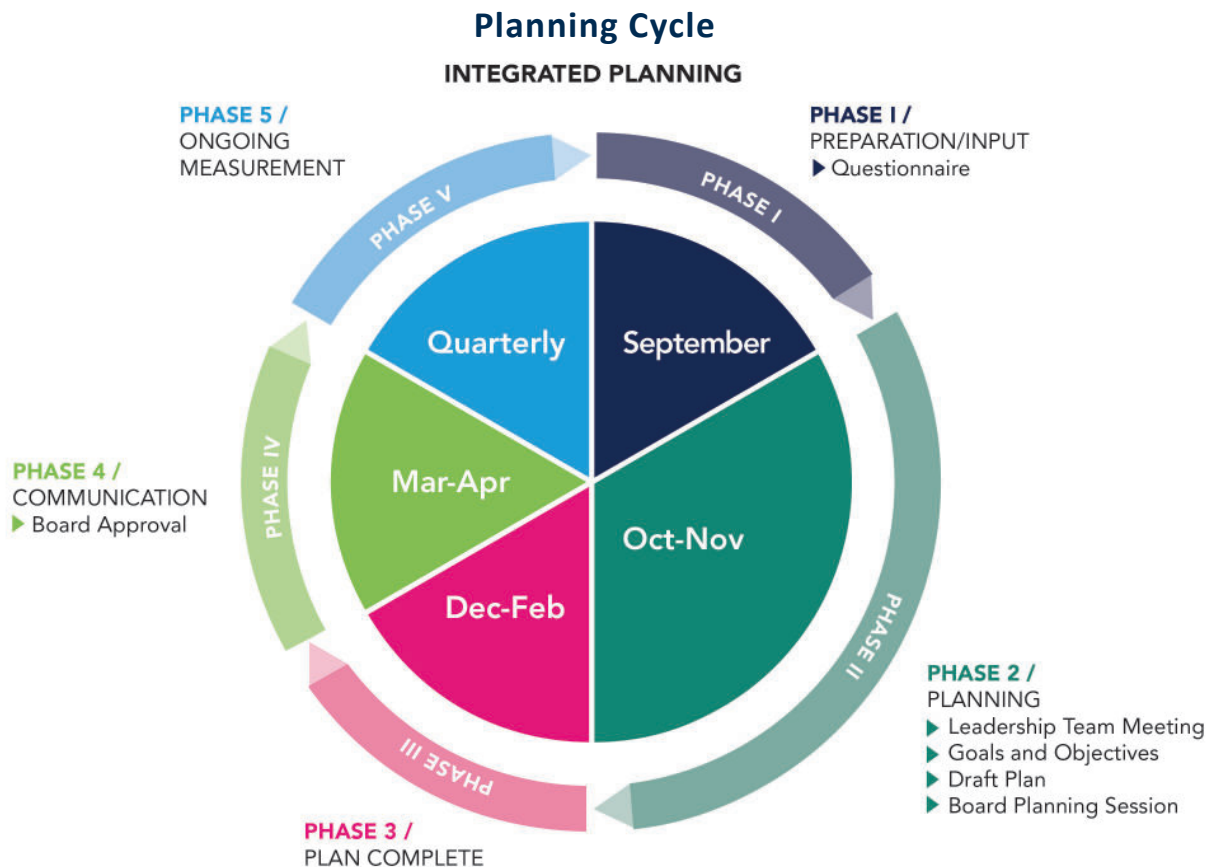 Planning Cycle
INTEGRATED PLANNING
PHASE 5 /
ONGOING
MEASUREMENT
PHASE I /
PREPARATION/INPUT
Questionnaire
PHASE V
PHASE I
Quarterly
September
PHASE 4 /
COMMUNICATION
Board Approval
PHASE IV
Mar-Apr
Oct-Nov
Dec-Feb
PHASE II
PHASE 2 /
PLANNING
Leadership Team Meeting
Goals and Objectives
Draft Plan
Board Planning Session
PHASE III
PHASE 3 /
PLAN COMPLETE